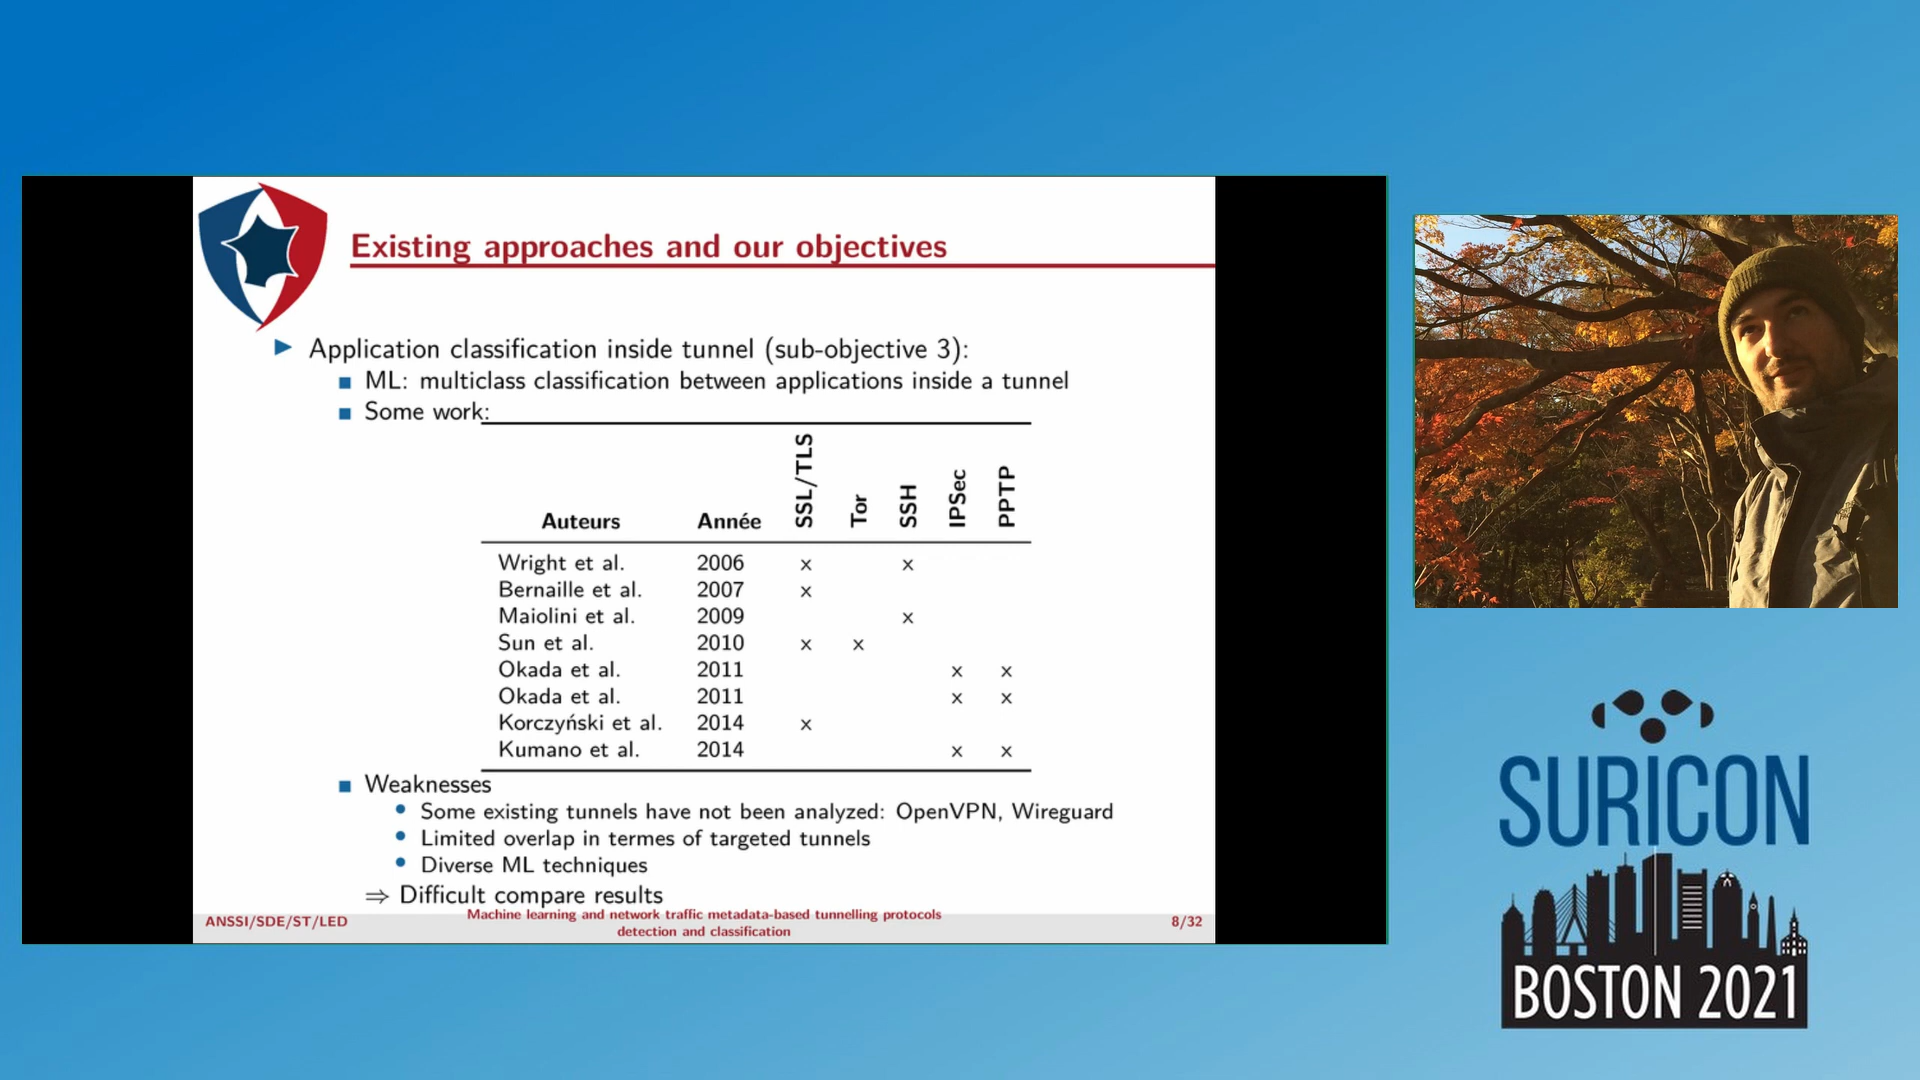 Existing approaches and our objectives
Application classification inside tunnel (sub-objective 3):
ML: multiclass classification between applications inside a tunnel
Some work:
Auteurs Année SSL/TLS Tor SSH IPSec PPTP
Wright et al. 2006 x x
Bernaille et al. 2007 x
Maiolini et al. 2009 x
Sun et al. 2010 x x
Okada et al. 2011 x x
Okada et al. 2011 x x
Korczyński et al. 2014 x
Kumano et al. 2014 x x
Weaknesses
Some existing tunnels have not been analyzed: OpenVPN, Wireguard
Limited overlap in termes of targeted tunnels
Diverse ML techniques
⇒ Difficult compare results
ANSSI/SDE/ST/LED
Machine learning and network traffic metadata-based tunnelling protocols
detection and classification
8/32
SURICON
BOSTON 2021